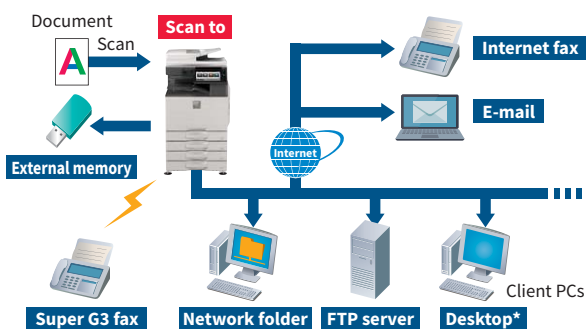 Document
Scan
A
Scan to
Internet fax
E-mail
Internet
External memory
Super G3 fax
Network folder
FTP server
Desktop*
Client PCs